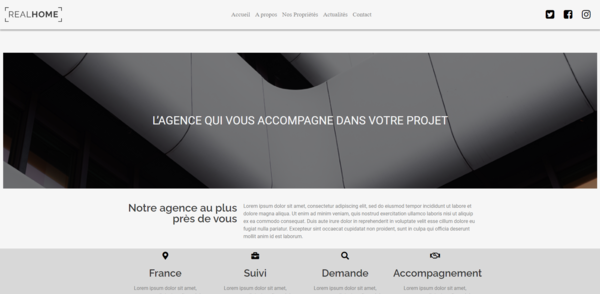 REALHOME
Accueil A propos Nos Propriétés Actualités Contact
L'AGENCE QUI VOUS ACCOMPAGNE DANS VOTRE PROJET
Notre agence au plus
près de vous
Lorem ipsum dolor sit amet, consectetur adipiscing elit, sed do eiusmod tempor incididunt ut labore et
dolore magna aliqua. Ut enim ad minim veniam, quis nostrud exercitation ullamco laboris nisi ut aliquip
ex ea commodo consequat. Duis aute irure dolor in reprehenderit in voluptate velit esse cillum dolore eu
fugiat nulla pariatur. Excepteur sint occaecat cupidatat non proident, sunt in culpa qui officia deserunt
mollit anim id est laborum.
France Suivi Demande Accompagnement
Lorem ipsum dolor sit amet, Lorem ipsum dolor sit amet, Lorem ipsum dolor sit amet, Lorem ipsum dolor sit amet,